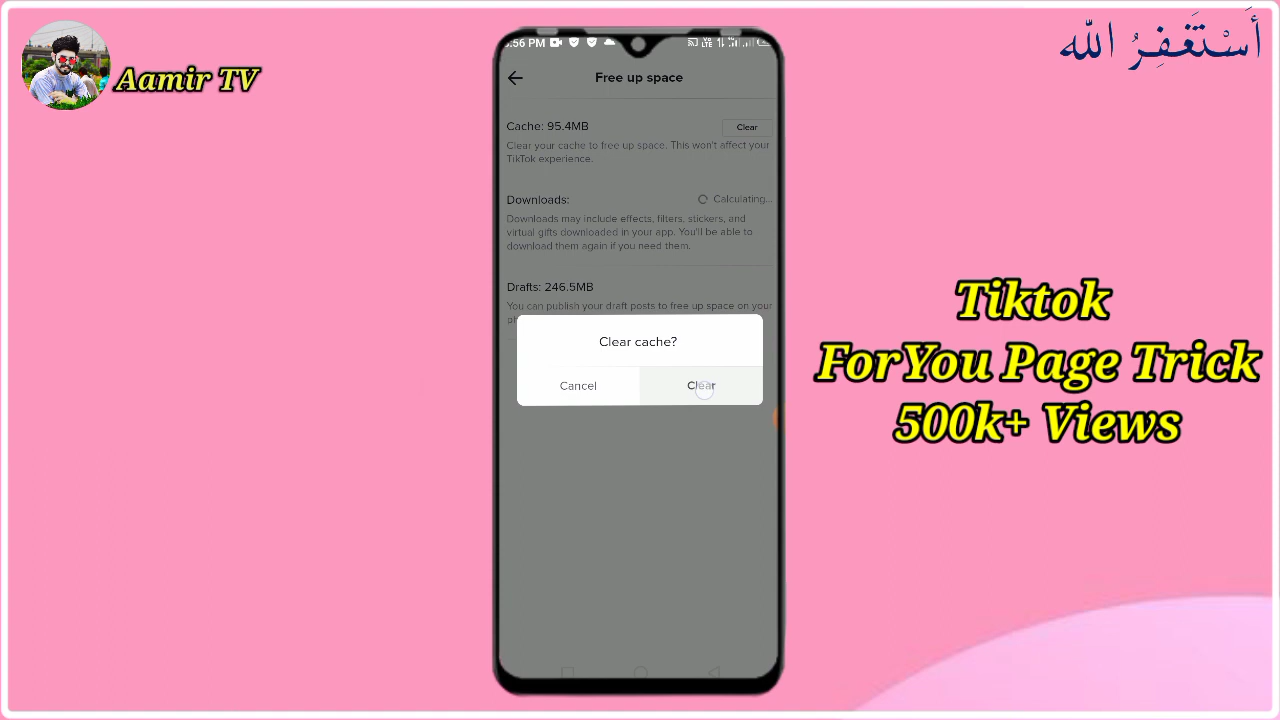 Aamir TV
أَسْتَغْفِرُ اللّٰه
:56 PM
Free up space
Cache: 95.4MB
Clear
Clear your cache to free up space. This won't affect your
TikTok experience.
Downloads:
Calculating...
Downloads may include effects, filters, stickers, and
virtual gifts downloaded in your app. You'll be able to
download them again if you need them.
Drafts: 246.5MB
You can publish your draft posts to free up space on your
Clear cache?
Cancel
Clear
Tiktok
ForYou Page Trick
500k+ Views